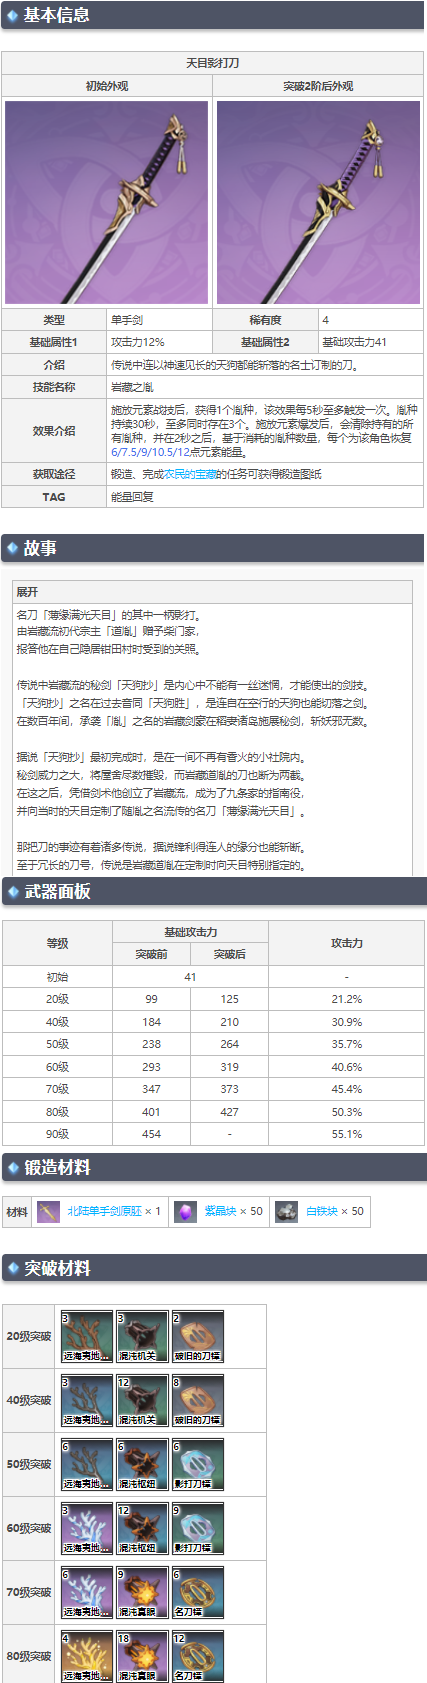 基本信息
天目影打刀
初始外观 突破2阶后外观
类型 单手剑 稀有度 4
基础属性1 攻击力12% 基础属性2 基础攻击力41
介绍 传说中连以神速见长的天狗都能斩落的名士订制的刀。
技能名称 岩藏之胤
效果介绍 施放元素战技后，获得1个胤种，该效果每5秒至多触发一次。胤种
持续30秒，至多同时存在3个。施放元素爆发后，会清除持有的所
有胤种，并在2秒之后，基于消耗的胤种数量，每个为该角色恢复
6/7.5/9/10.5/12点元素能量。
获取途径 锻造、完成农民的宝藏的任务可获得锻造图纸
TAG 能量回复
故事
展开
名刀「薄缘满光天目」的其中一柄影打。
由岩藏流初代宗主「道胤」赠予柴门家，
报答他在自己隐居绀田村时受到的关照。
传说中岩藏流的秘剑「天狗抄」是内心中不能有一丝迷惘，才能使出的剑技。
「天狗抄」之名在过去音同「天狗胜」，是连自在空行的天狗也能切落之剑。
在数百年间，承袭「胤」之名的岩藏剑豪在稻妻诸岛施展秘剑，斩妖邪无数。
据说「天狗抄」最初完成时，是在一间不再有香火的小社院内。
秘剑威力之大，将屋舍尽数摧毁，而岩藏道胤的刀也断为两截。
在这之后，凭借剑术他创立了岩藏流，成为了九条家的指南役，
并向当时的天目定制了随胤之名流传的名刀「薄缘满光天目」。
那把刀的事迹有着诸多传说，据说锋利得连人的缘分也能斩断。
至于冗长的刀号，传说是岩藏道胤在定制时向天目特别指定的。
武器面板
等级 基础攻击力 攻击力
突破前 突破后
初始 41 -
20级 99 125 21.2%
40级 184 210 30.9%
50级 238 264 35.7%
60级 293 319 40.6%
70级 347 373 45.4%
80级 401 427 50.3%
90级 454 - 55.1%
锻造材料
材料 北陆单手剑原胚 × 1 紫晶块 × 50 白铁块 × 50
突破材料
20级突破 3 远海夷地... 3 混沌机关 2 破旧的刀镡
40级突破 3 远海夷地... 12 混沌机关 8 破旧的刀镡
50级突破 6 远海夷地... 6 混沌枢纽 6 影打刀镡
60级突破 3 远海夷地... 12 混沌枢纽 9 影打刀镡
70级突破 6 远海夷地... 9 混沌真眼 6 名刀镡
80级突破 4 远海夷地... 18 混沌真眼 12 名刀镡